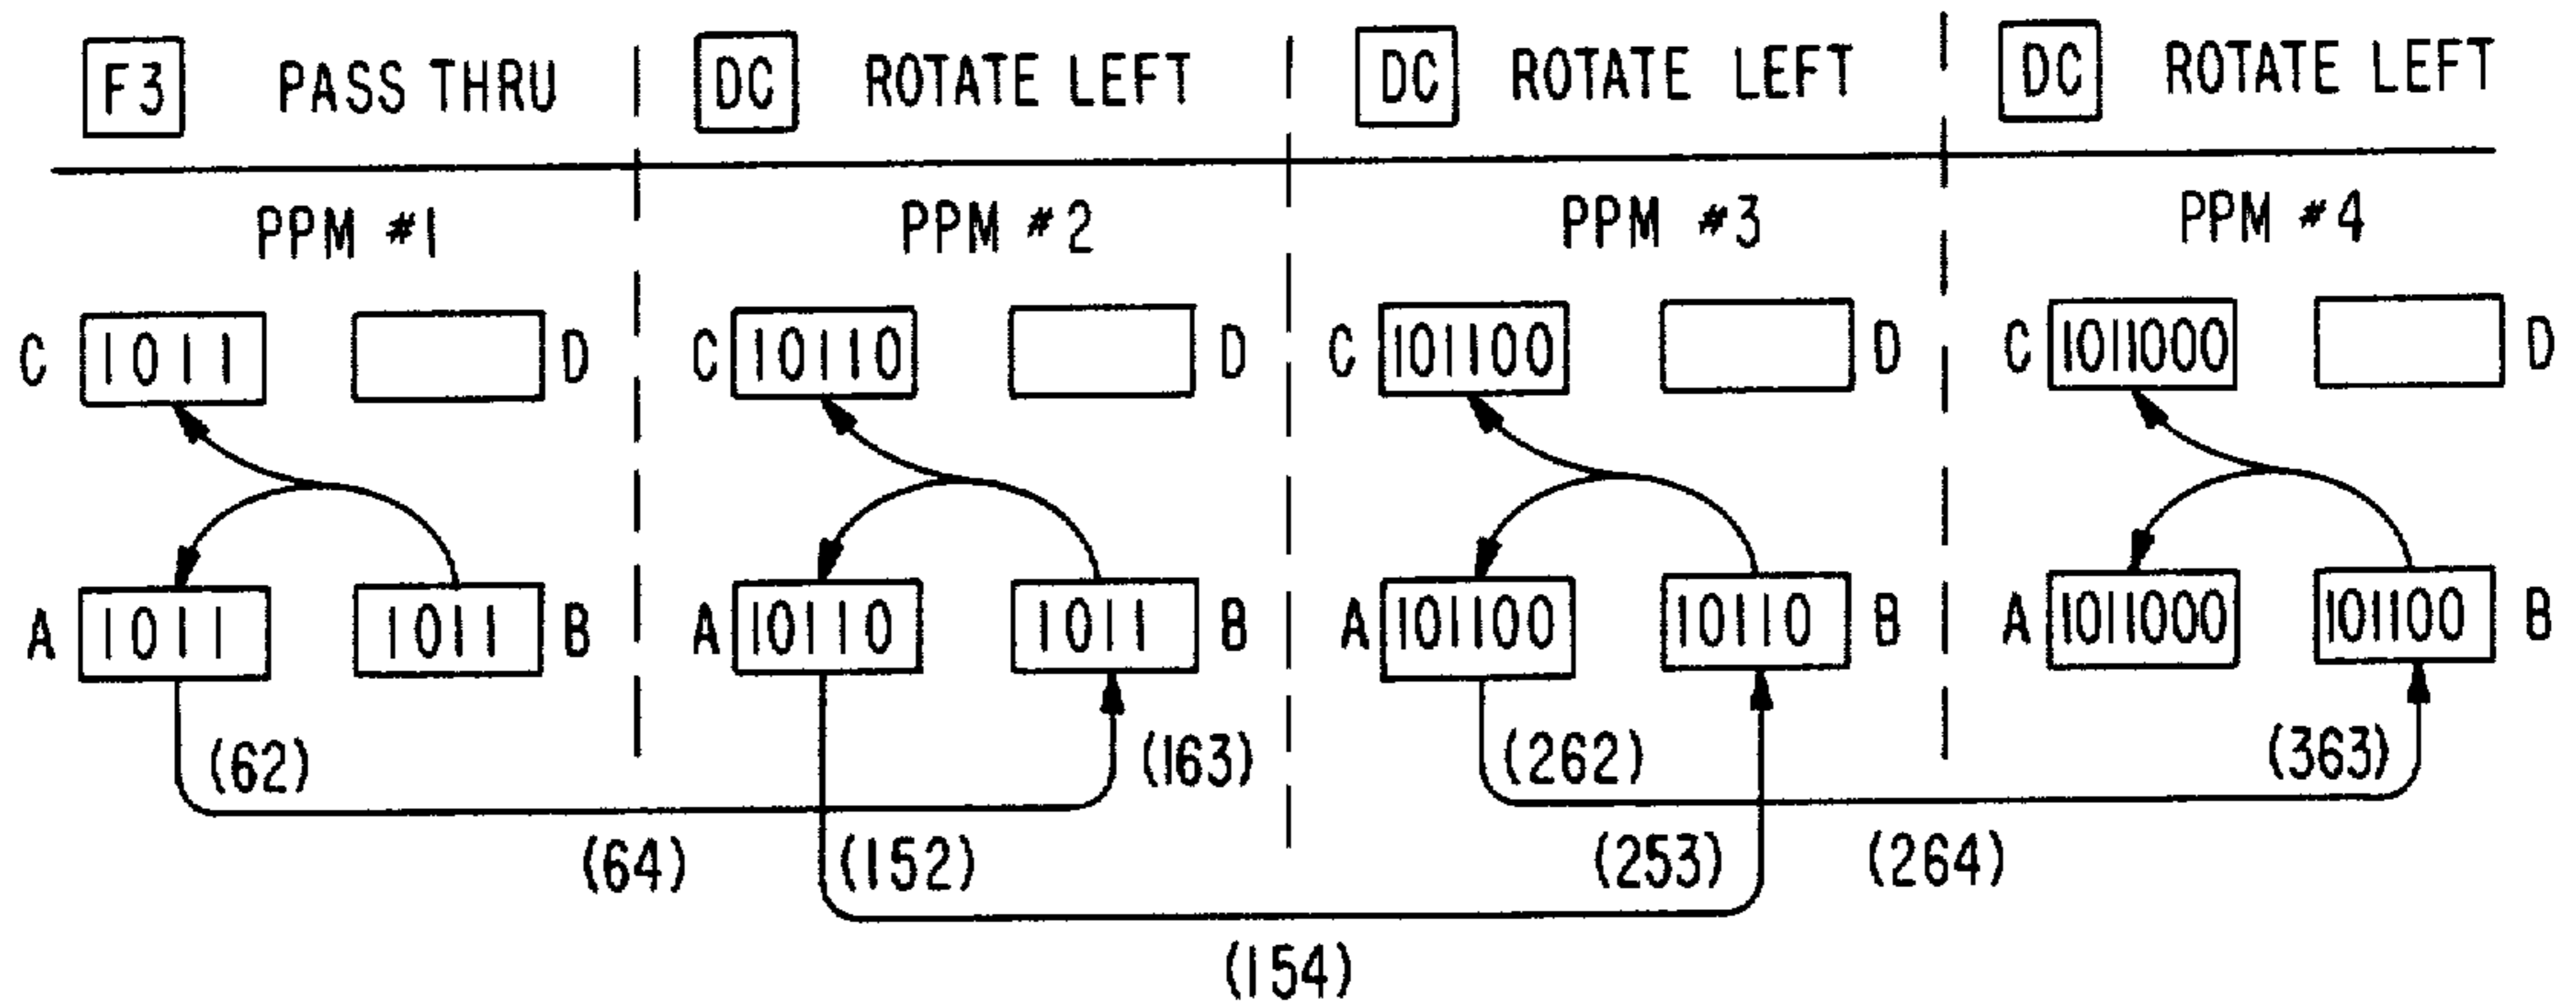 F3 PASS THRU DC ROTATE LEFT DC ROTATE LEFT DC ROTATE LEFT
PPM #1 PPM #2 PPM #3 PPM #4
C 1011 D C 10110 D C 101100 D C 1011000 D
A 1011 1011 B A 10110 1011 B A 101100 10110 B A 1011000 101100 B
(62) (163) (262) (363)
(64) (152) (253) (264)
(154)